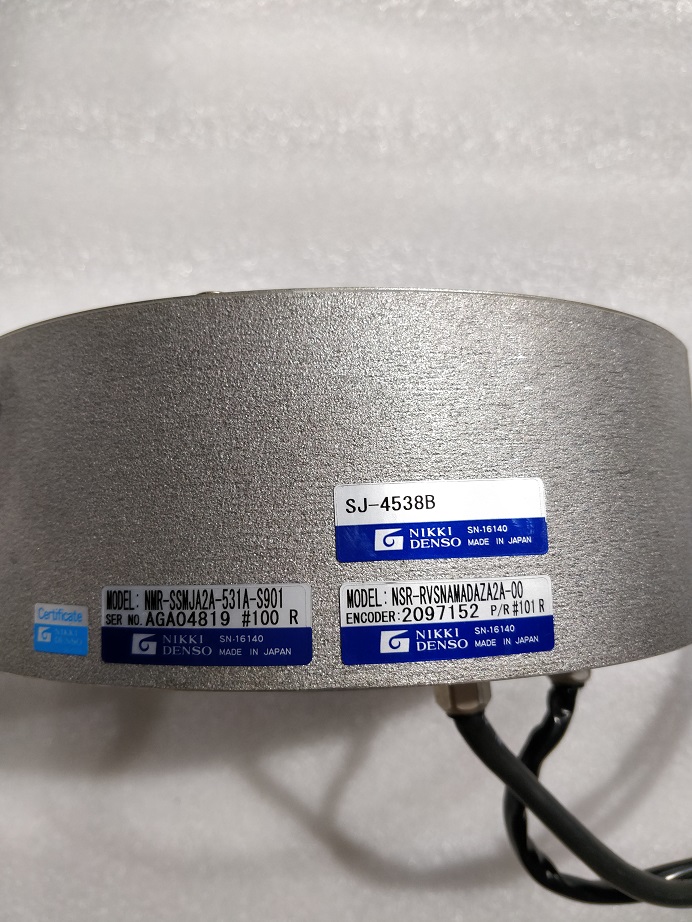 SJ-4538B
NIKKI
DENSO
SN-16140
MADE IN JAPAN
Certificate
NIKKI
DENSO
MODEL: NMR-SSMJA2A-531A-S901
SER NO. AGA04819 #100 R
NIKKI
DENSO
SN-16140
MADE IN JAPAN
MODEL: NSR-RVSNAMADAZA2A-00
ENCODER: 2097152 P/R #101 R
NIKKI
DENSO
SN-16140
MADE IN JAPAN